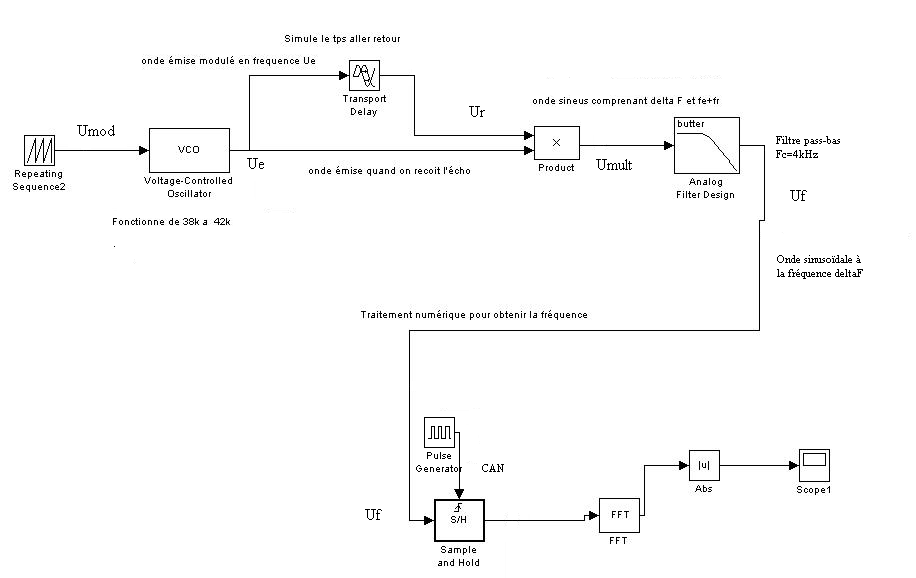 Simule le tps aller retour
onde émise modulé en frequence Ue
Transport
Delay
Ur
onde sineus comprenant delta F et fe+fr
Umod
Repeating
Sequence2
VCO
Voltage-Controlled
Oscillator
Ue
onde émise quand on recoit l'écho
×
Product
Umult
butter
Analog
Filter Design
Filtre pass-bas
Fc=4kHz
Uf
Fonctionne de 38k a 42k
.
Onde sinusoïdale à
la fréquence deltaF
Traitement numérique pour obtenir la fréquence
Pulse
Generator
CAN
Uf
S/H
Sample
and Hold
FFT
FFT
|u|
Abs
Scope1